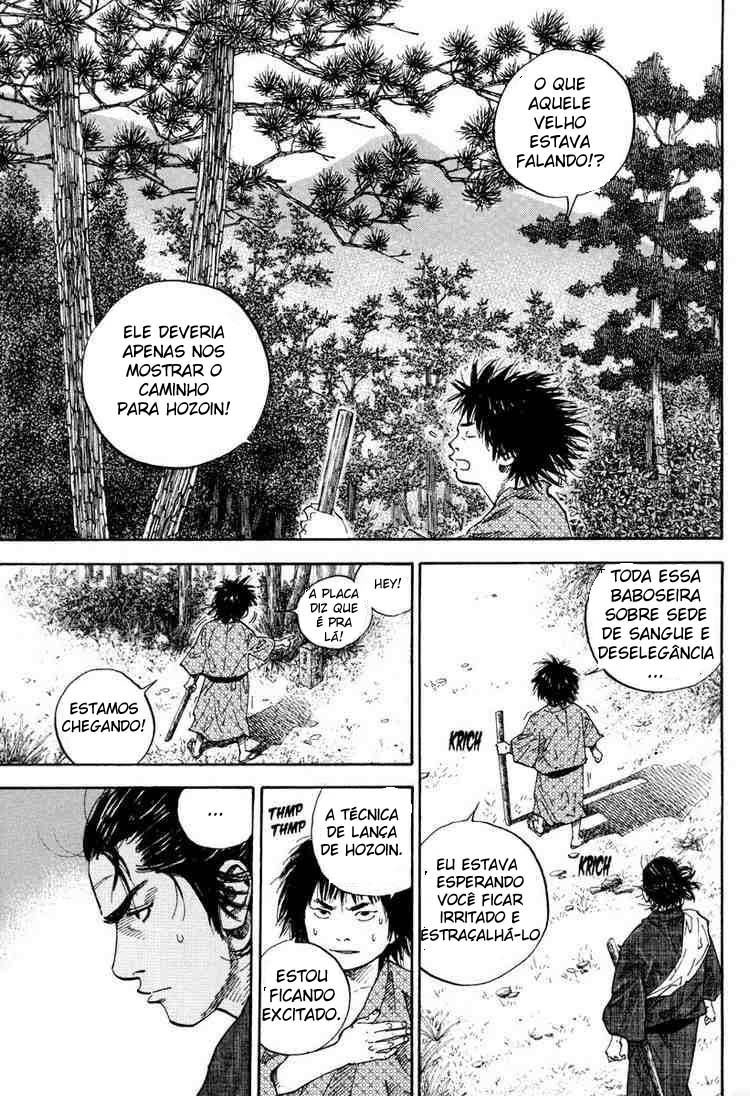 O QUE
AQUELE
VELHO
ESTAVA
FALANDO!?
ELE DEVERIA
APENAS NOS
MOSTRAR O
CAMINHO
PARA HOZOIN!
TODA ESSA
BABOSEIRA
SOBRE SEDE
DE SANGUE E
DESELEGÂNCIA
...
KRICH
KRICH
EU ESTAVA
ESPERANDO
VOCÊ FICAR
IRRITADO E
ESTRAÇALHÁ-LO
HEY!
A PLACA
DIZ QUE
É PRA
LÁ!
ESTAMOS
CHEGANDO!
THMP
THMP
A TÉCNICA
DE LANÇA
DE HOZOIN.
ESTOU
FICANDO
EXCITADO.
...